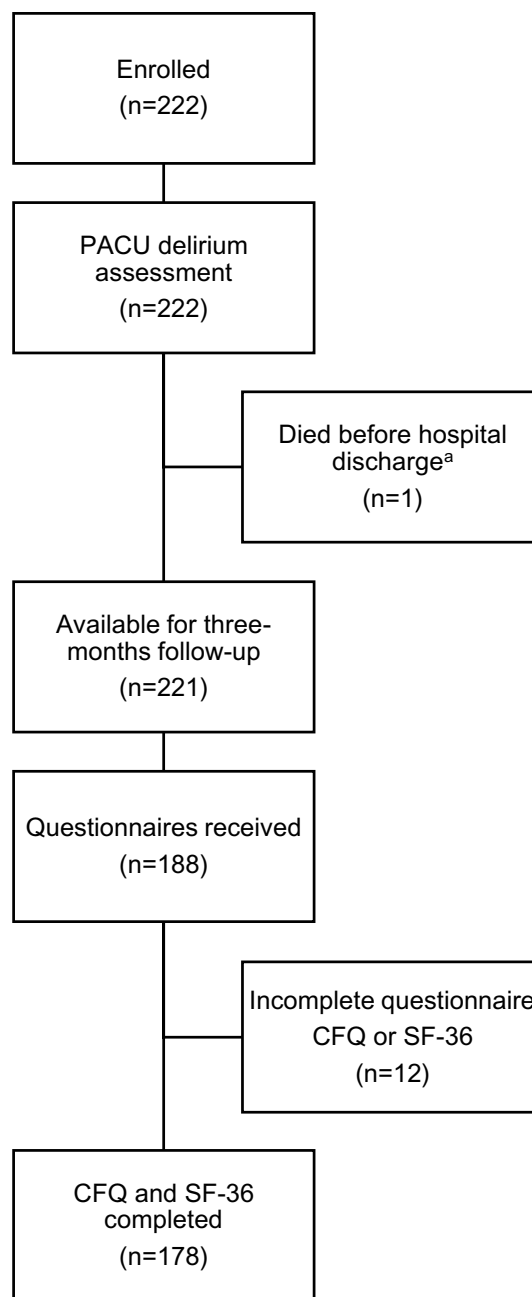 Enrolled
(n=222)
PACU delirium
assessment
(n=222)
Died before hospital
dischargeª
(n=1)
Available for three-
months follow-up
(n=221)
Questionnaires received
(n=188)
Incomplete questionnaire
CFQ or SF-36
(n=12)
CFQ and SF-36
completed
(n=178)